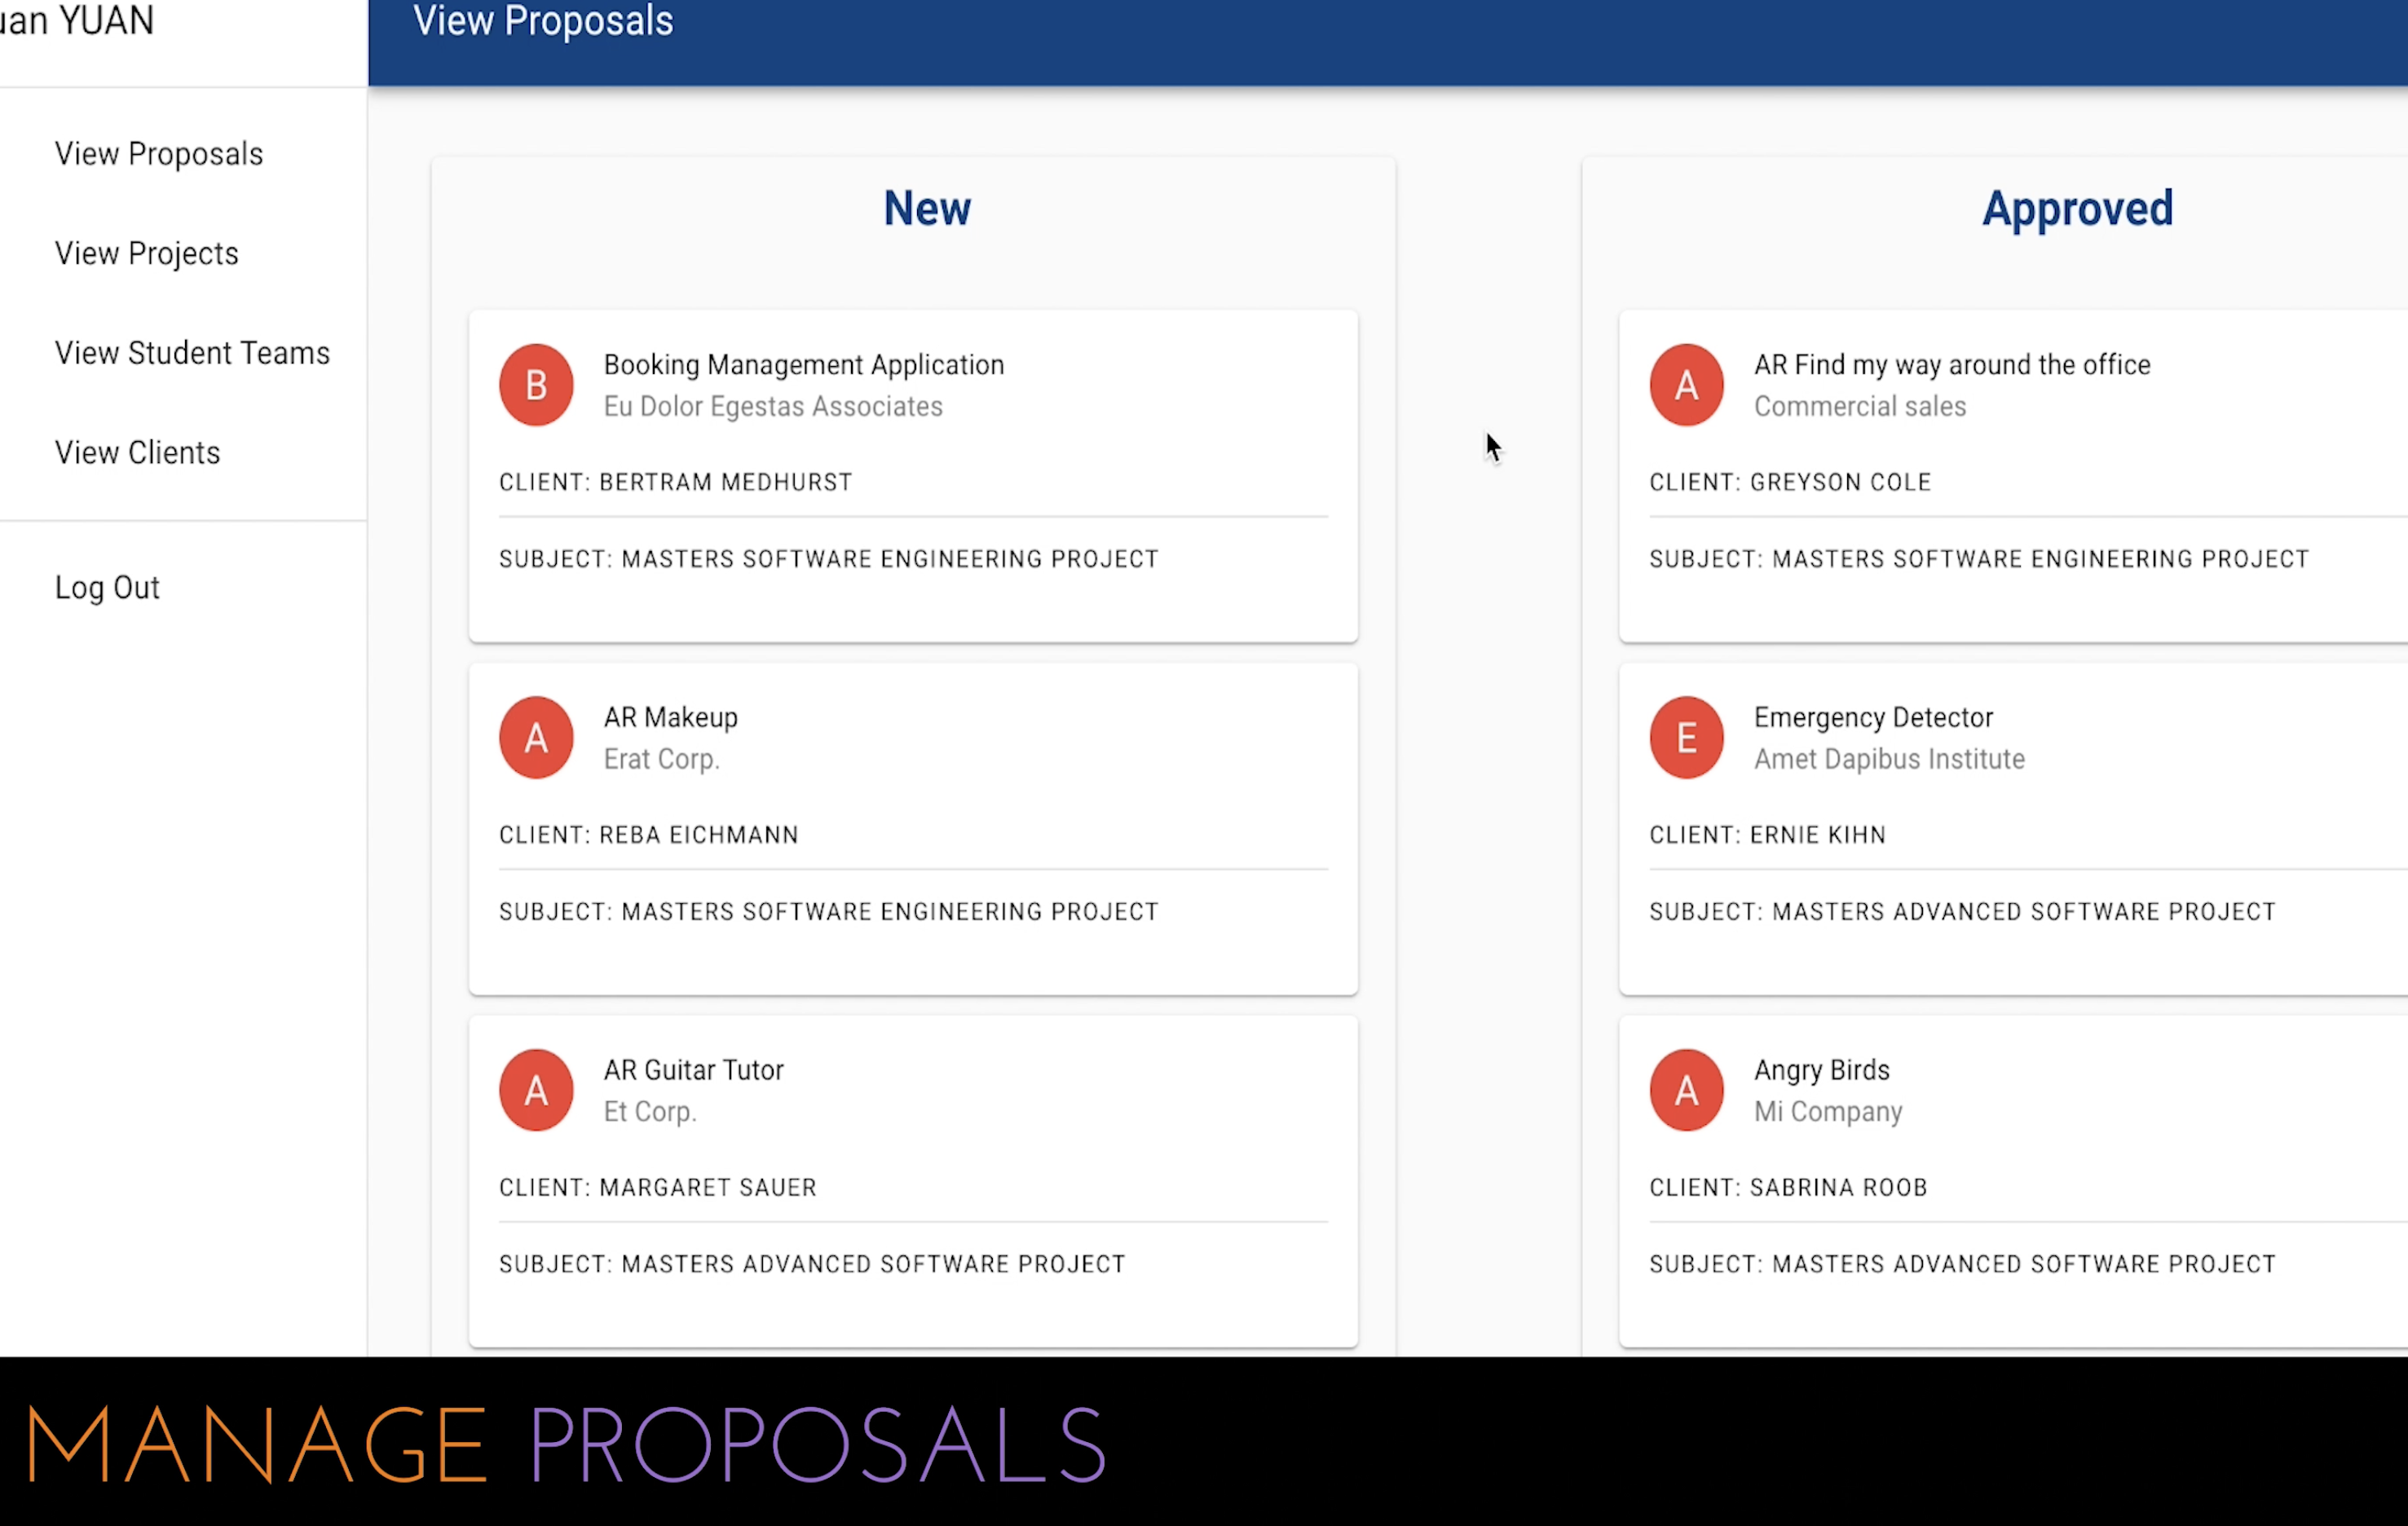 YUAN
View Proposals
View Proposals
View Projects
View Student Teams
View Clients
Log Out
New
B
Booking Management Application
Eu Dolor Egestas Associates
CLIENT: BERTRAM MEDHURST
SUBJECT: MASTERS SOFTWARE ENGINEERING PROJECT
A
AR Makeup
Erat Corp.
CLIENT: REBA EICHMANN
SUBJECT: MASTERS SOFTWARE ENGINEERING PROJECT
A
AR Guitar Tutor
Et Corp.
CLIENT: MARGARET SAUER
SUBJECT: MASTERS ADVANCED SOFTWARE PROJECT
Approved
A
AR Find my way around the office
Commercial sales
CLIENT: GREYSON COLE
SUBJECT: MASTERS SOFTWARE ENGINEERING PROJECT
E
Emergency Detector
Amet Dapibus Institute
CLIENT: ERNIE KIHN
SUBJECT: MASTERS ADVANCED SOFTWARE PROJECT
A
Angry Birds
Mi Company
CLIENT: SABRINA ROOB
SUBJECT: MASTERS ADVANCED SOFTWARE PROJECT
MANAGE PROPOSALS